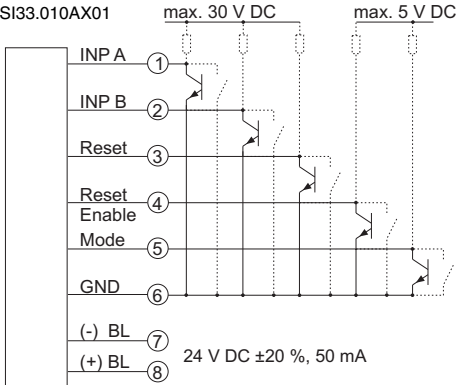 SI33.010AX01
max. 30 V DC
max. 5 V DC
INP A
1
INP B
2
Reset
3
Reset
Enable
4
Mode
5
GND
6
(-) BL
7
24 V DC ±20 %, 50 mA
(+) BL
8